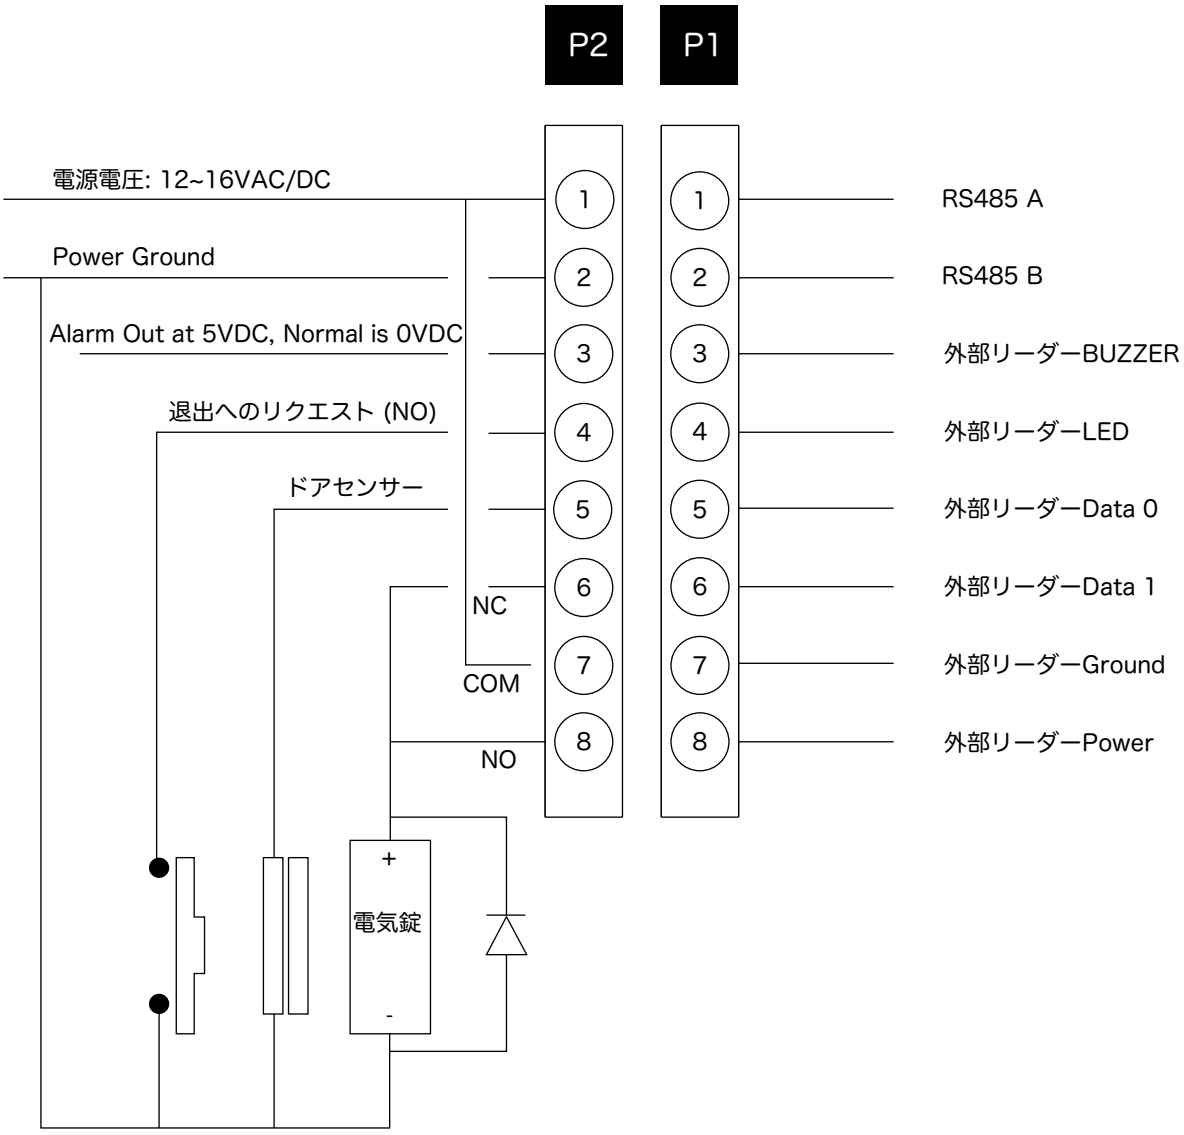 P2 P1
電源電圧: 12~16VAC/DC
1 1 RS485 A
Power Ground
2 2 RS485 B
Alarm Out at 5VDC, Normal is 0VDC
3 3 外部リーダーBUZZER
退出へのリクエスト (NO)
4 4 外部リーダーLED
ドアセンサー
5 5 外部リーダーData 0
6 6 外部リーダーData 1
NC
7 7 外部リーダーGround
COM
8 8 外部リーダーPower
NO
+
電気錠
-